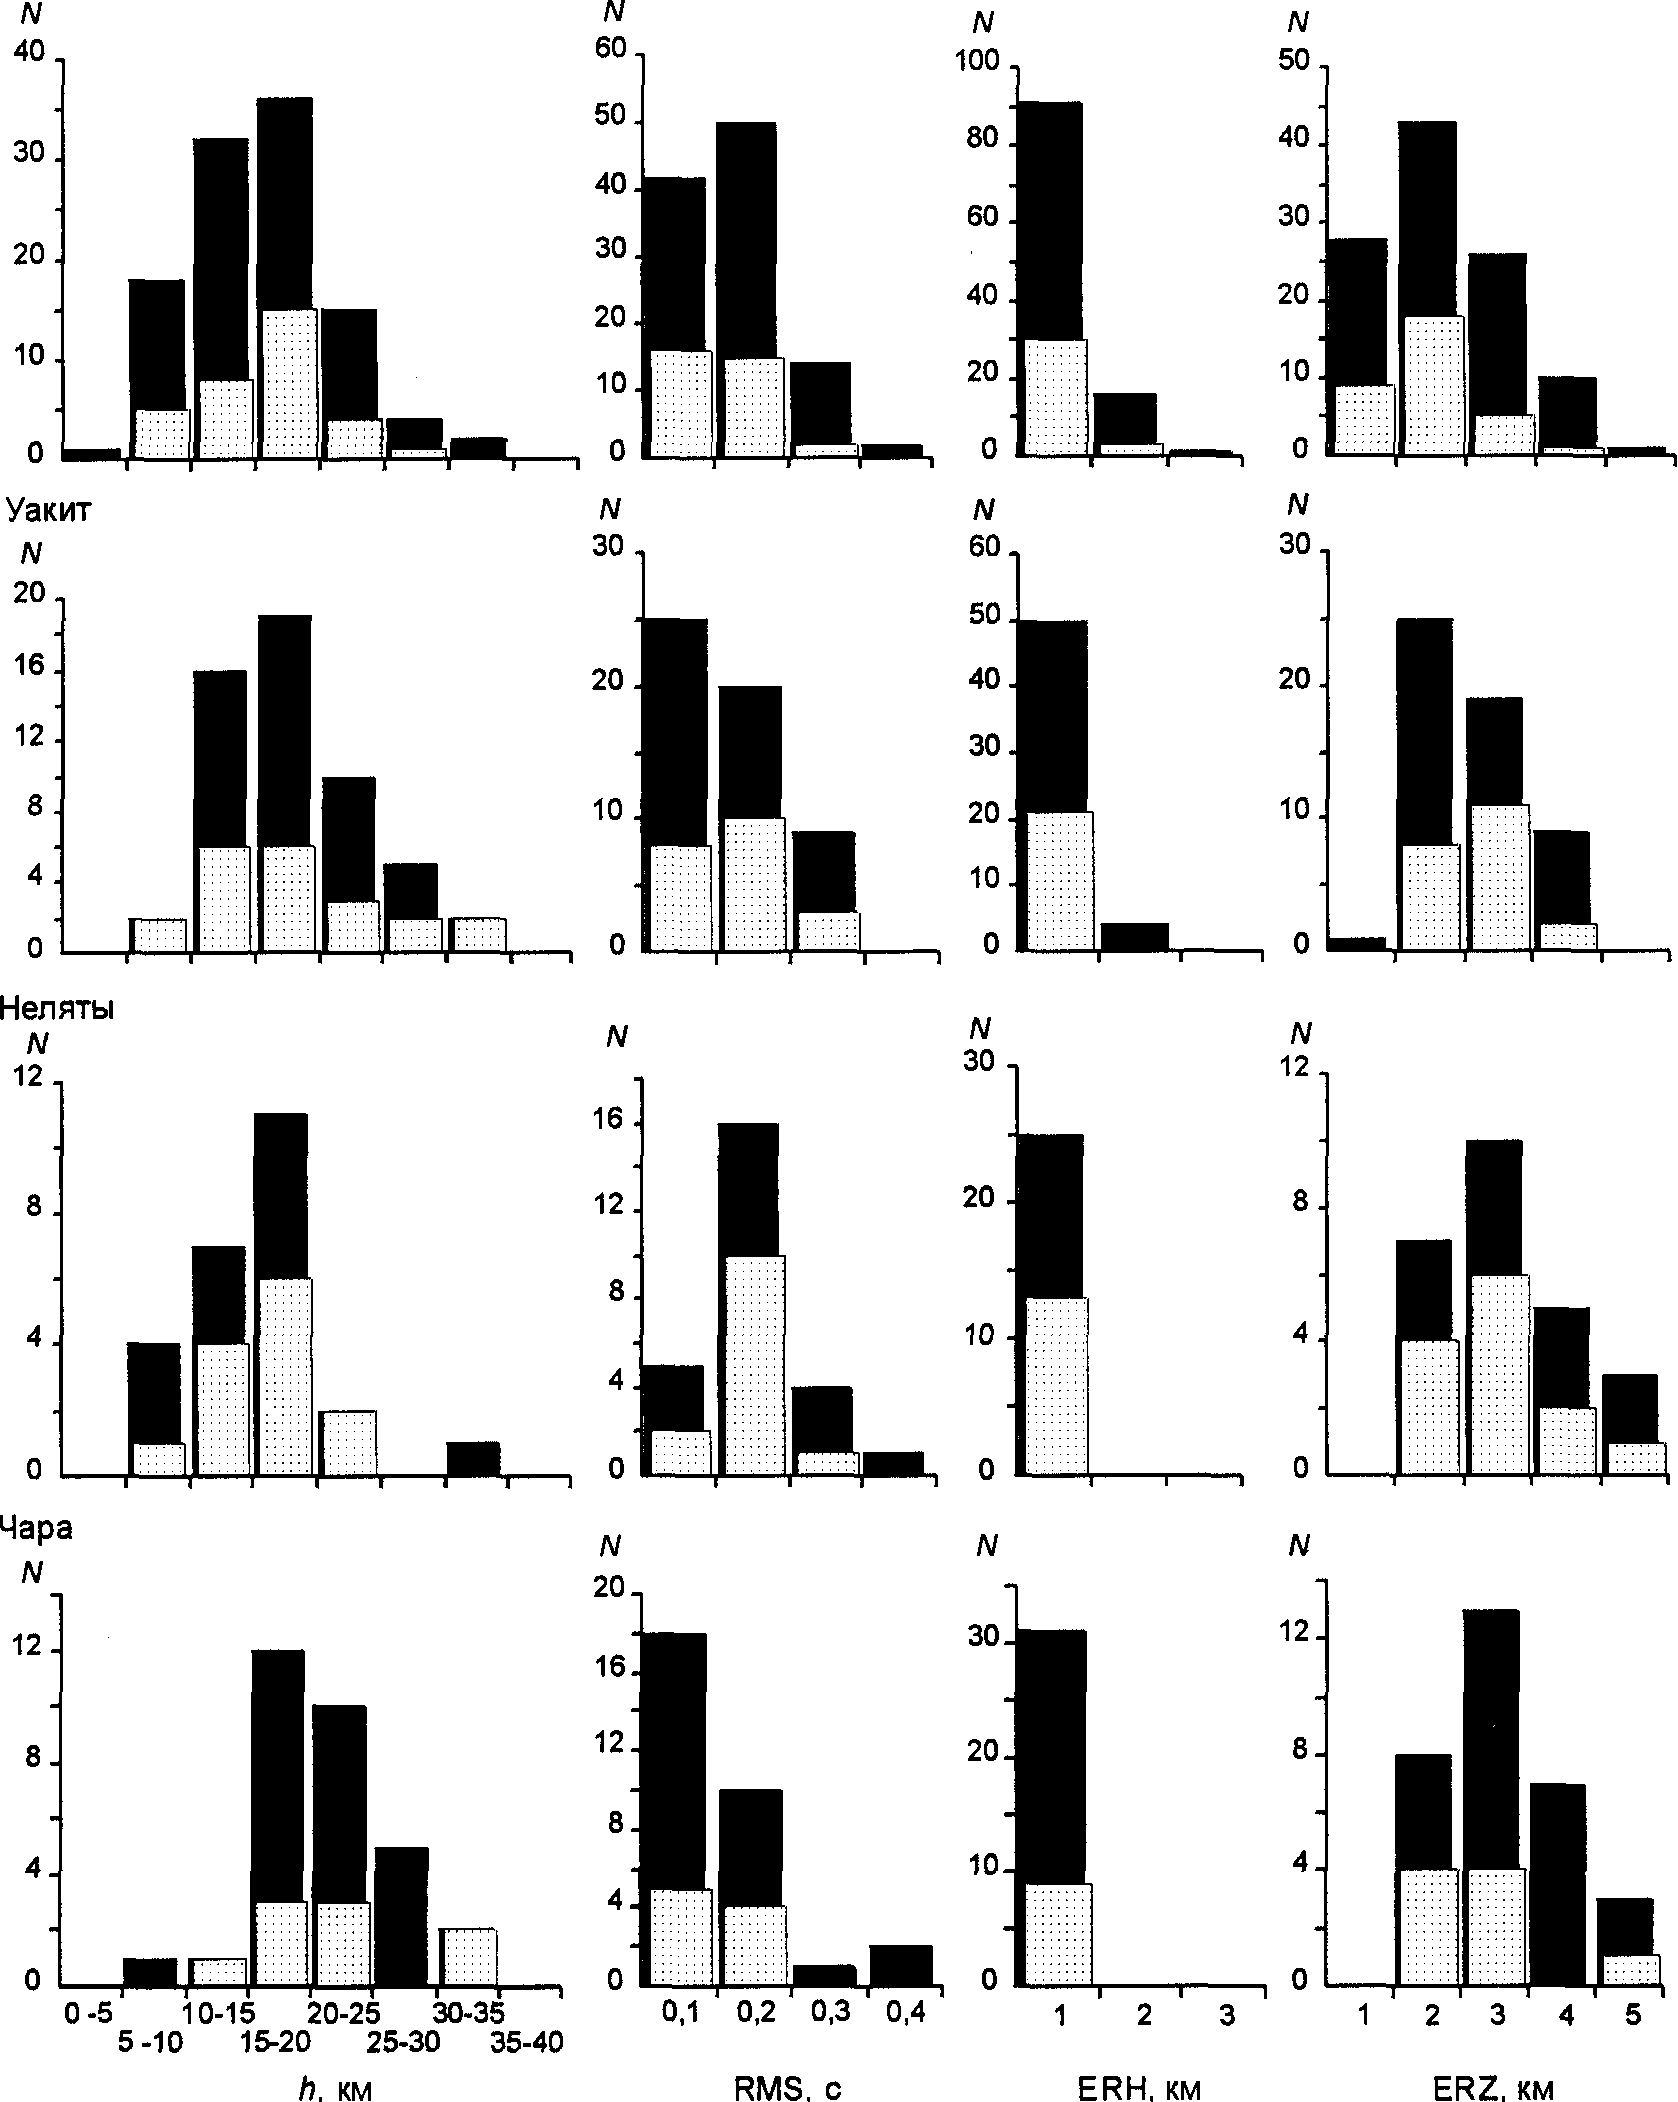 N N N N
40 60 100 50
30 50 80 40
20 40 60 30
10 30 40 20
0 20 20 10
10 0 0
0
Уакит
N N N N
20 30 60 30
16 20 50 20
12 10 40 10
8 0 30 0
4 20
0 10
0
Неляты
N N N N
12 16 30 12
8 12 20 8
4 8 10 4
0 4 0 0
0
Чара
N N N N
12 20 30 12
8 16 20 8
4 12 10 4
0 8 0 0
4
0
0 -5 10-15 20-25 30-35 0,1 0,2 0,3 0,4 1 2 3 1 2 3 4 5
5 -10 15-20 25-30 35-40
h, км RMS, с ERH, км ERZ, км